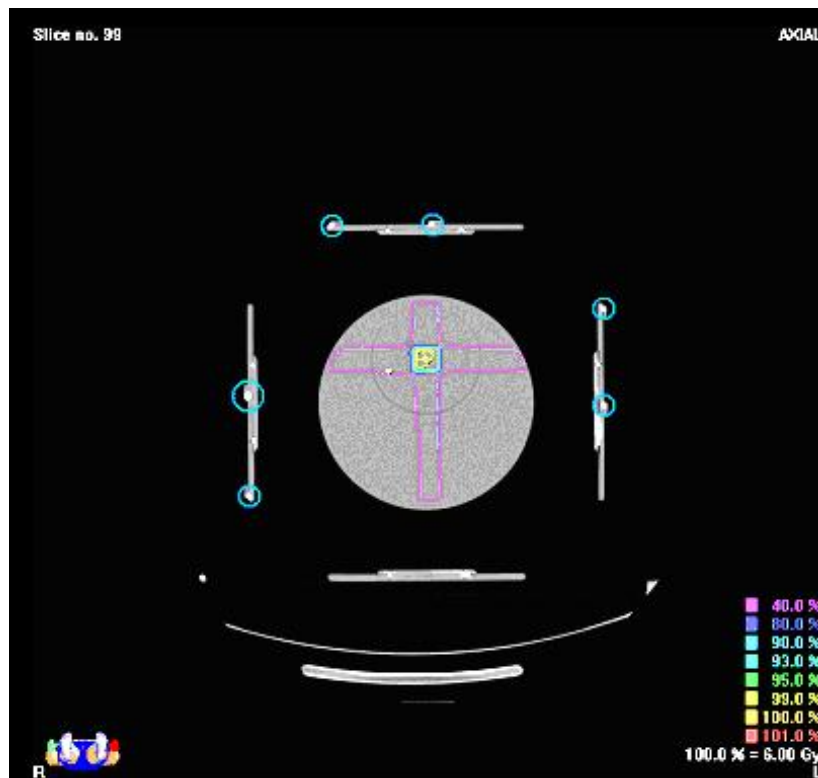 Slice no. 99
AXIAL
40.0 %
80.0 %
90.0 %
93.0 %
95.0 %
99.0 %
100.0 %
101.0 %
100.0 % = 6.00 Gy
R
L